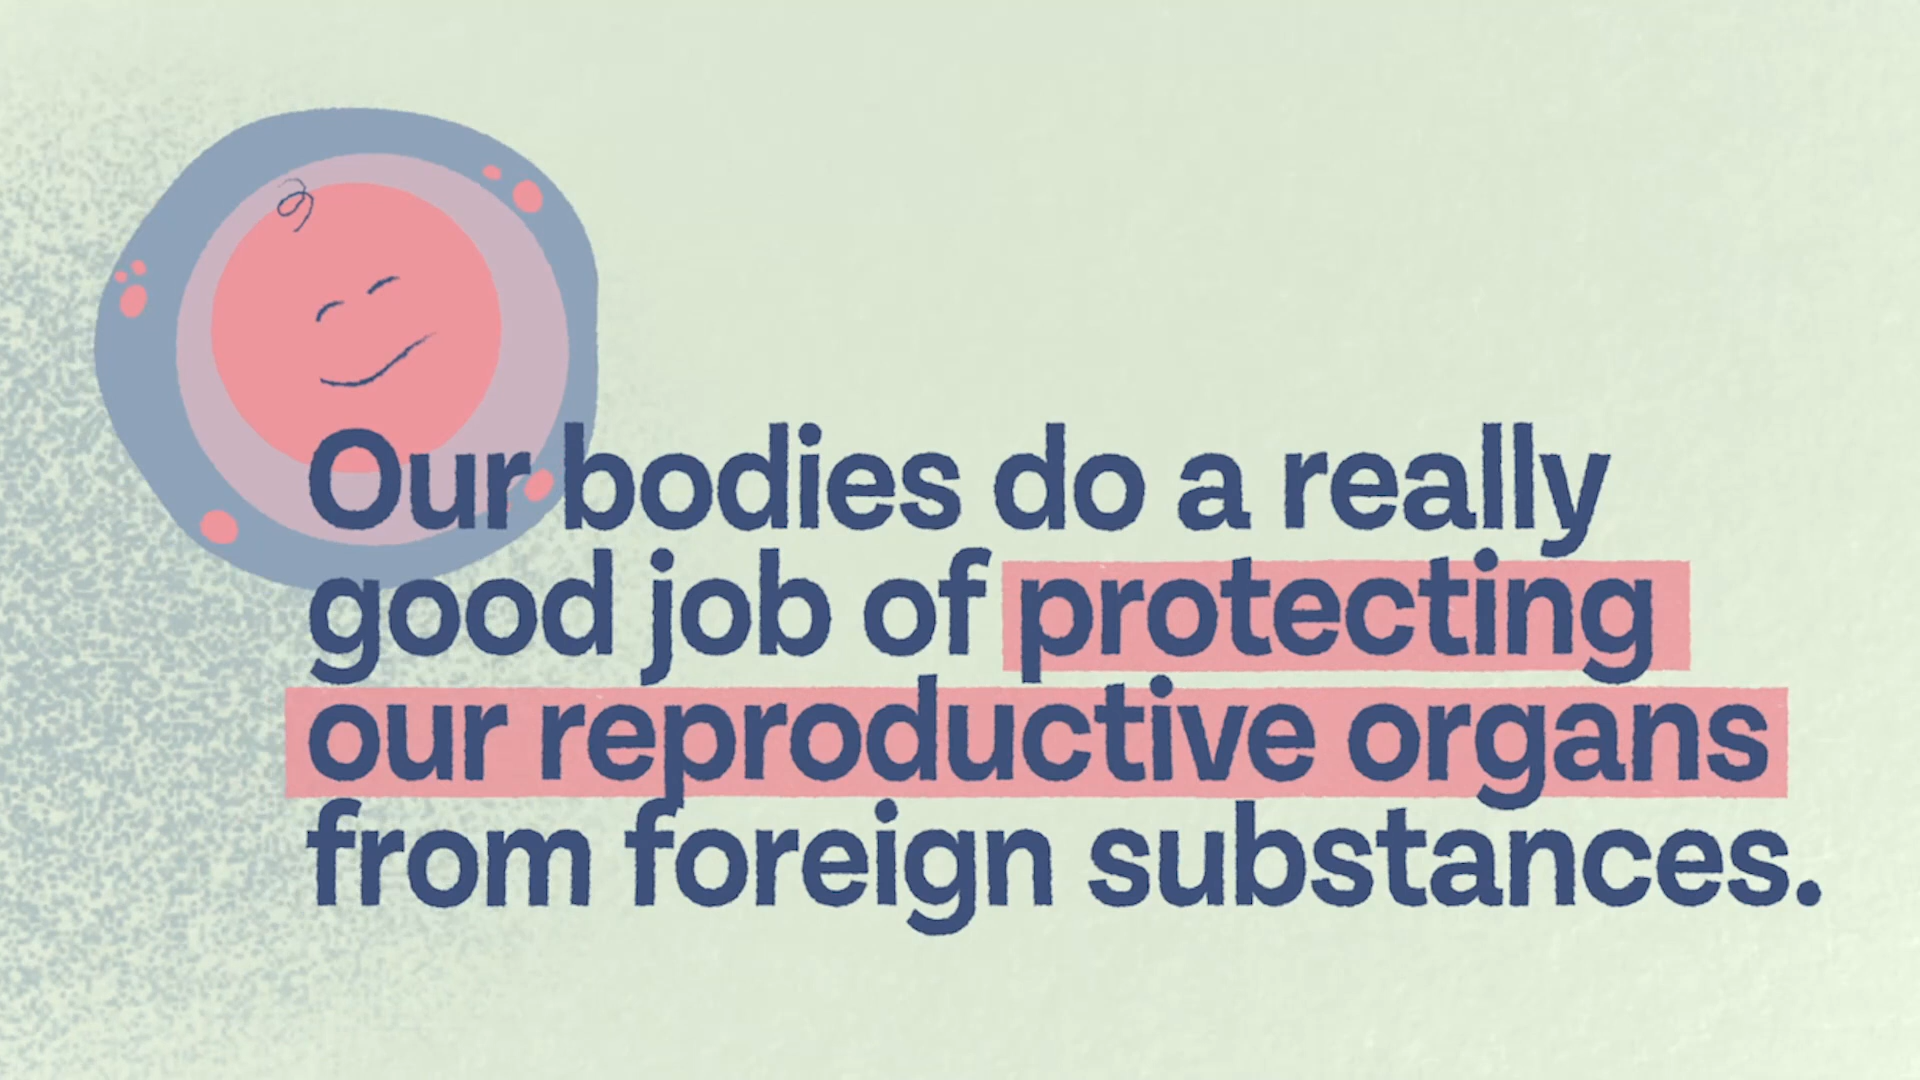 Our bodies do a really
good job of protecting
our reproductive organs
from foreign substances.